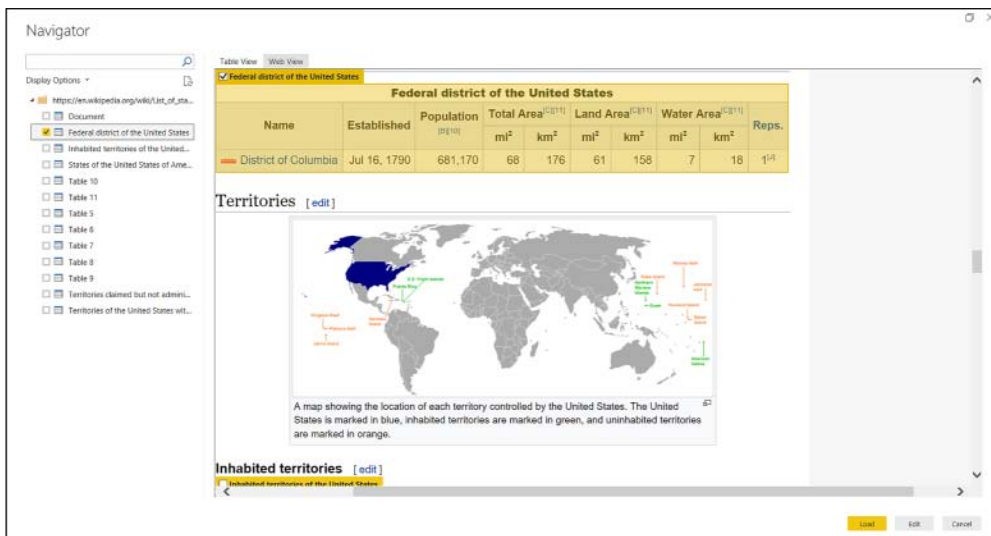 Navigator
Display Options
https://en.wikipedia.org/wiki/List_of_sta...
Document
Federal district of the United States
Inhabited territories of the United...
States of the United States of Ame...
Table 10
Table 11
Table 5
Table 6
Table 7
Table 8
Table 9
Territories claimed but not admini...
Territories of the United States wit...
Table View Web View
Federal district of the United States
Federal district of the United States
Name Established Population [B][10] Total Area[C][11] Land Area[C][11] Water Area[C][11] Reps.
mi² km² mi² km² mi² km²
District of Columbia Jul 16, 1790 681,170 68 176 61 158 7 18 1
Territories [ edit ]
Puerto Rico
Guam
A map showing the location of each territory controlled by the United States. The United
States is marked in blue, inhabited territories are marked in green, and uninhabited territories
are marked in orange.
Inhabited territories [ edit ]
Inhabited territories of the United States
Load Edit Cancel